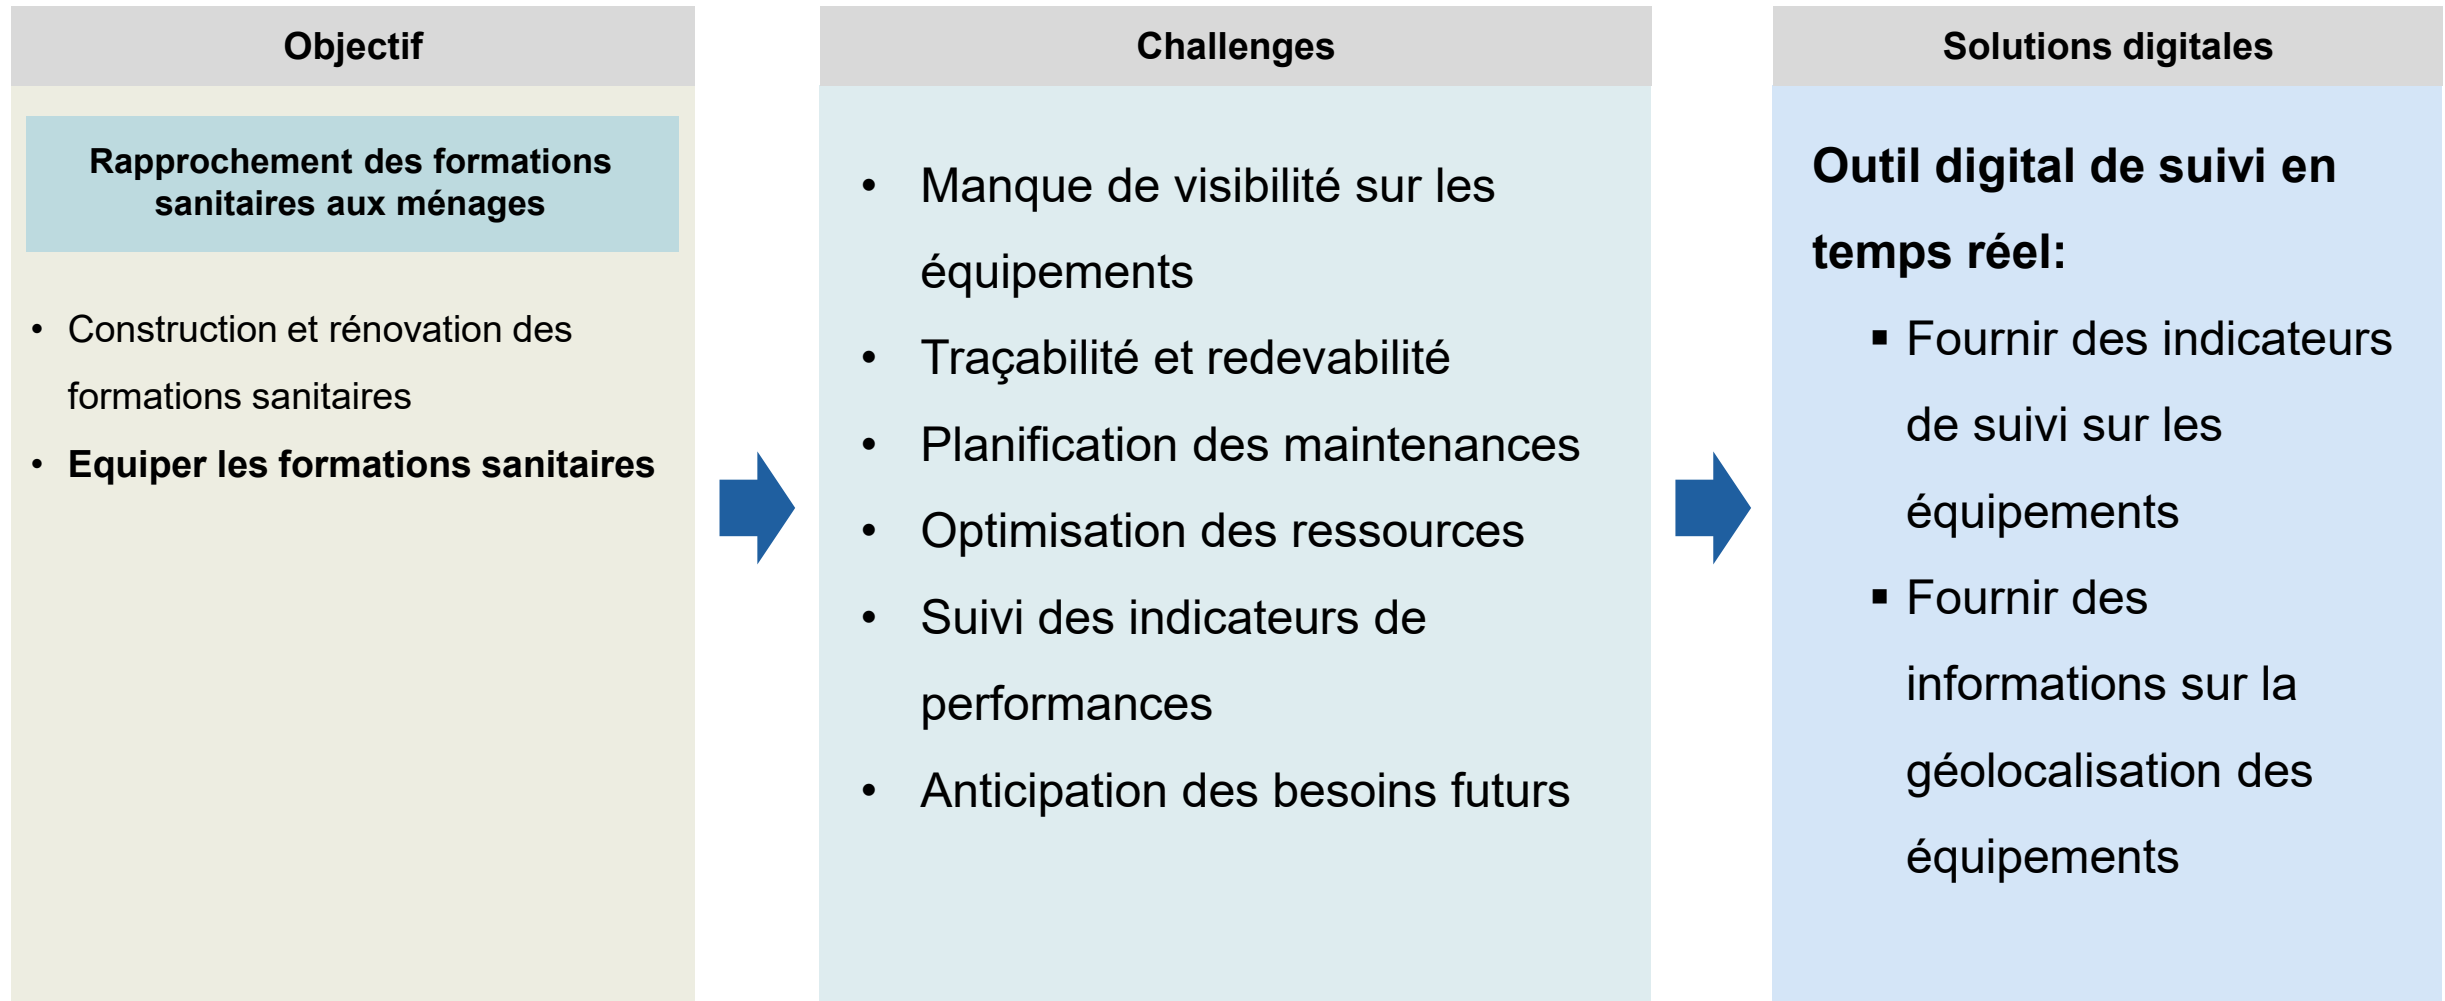 Objectif
Rapprochement des formations
sanitaires aux ménages
• Construction et rénovation des
formations sanitaires
• Equiper les formations sanitaires
Challenges
• Manque de visibilité sur les
équipements
• Traçabilité et redevabilité
• Planification des maintenances
• Optimisation des ressources
• Suivi des indicateurs de
performances
• Anticipation des besoins futurs
Solutions digitales
Outil digital de suivi en
temps réel:
▪ Fournir des indicateurs
de suivi sur les
équipements
▪ Fournir des
informations sur la
géolocalisation des
équipements